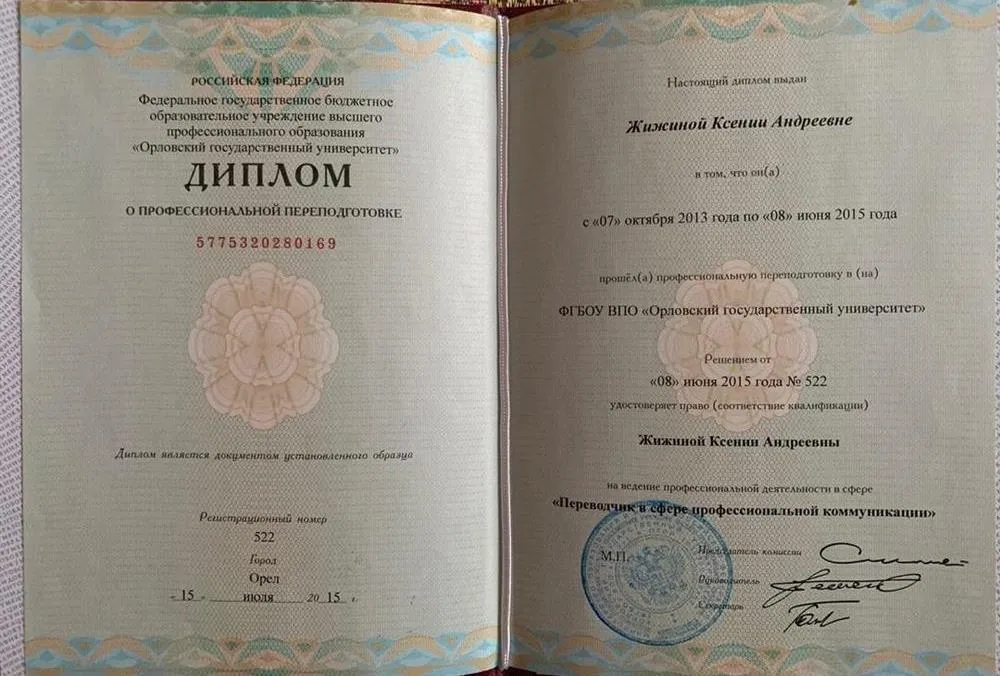 РОССИЙСКАЯ ФЕДЕРАЦИЯ
Федеральное государственное бюджетное
образовательное учреждение высшего
профессионального образования
«Орловский государственный университет»
ДИПЛОМ
О ПРОФЕССИОНАЛЬНОЙ ПЕРЕПОДГОТОВКЕ
5775320280169
Диплом является документом установленного образца
Регистрационный номер
522
Город
Орел
15 июля 2015 г.
Настоящий диплом выдан
Жижиной Ксении Андреевне
в том, что он(а)
с «07» октября 2013 года по «08» июня 2015 года
прошёл(а) профессиональную переподготовку в (на)
ФГБОУ ВПО «Орловский государственный университет»
Решением от
«08» июня 2015 года № 522
удостоверяет право (соответствие квалификации)
Жижиной Ксении Андреевны
на ведение профессиональной деятельности в сфере
«Переводчик в сфере профессиональной коммуникации»
М.П.
Председатель комиссии
Руководитель
Секретарь